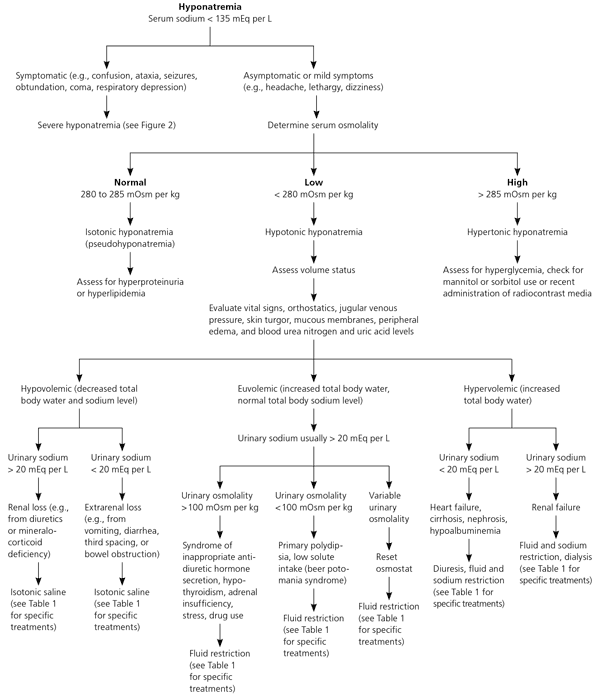 Hyponatremia
Serum sodium < 135 mEq per L
Symptomatic (e.g., confusion, ataxia, seizures,
obtundation, coma, respiratory depression)
Asymptomatic or mild symptoms
(e.g., headache, lethargy, dizziness)
Severe hyponatremia (see Figure 2)
Determine serum osmolality
Normal
280 to 285 mOsm per kg
Low
< 280 mOsm per kg
High
> 285 mOsm per kg
Isotonic hyponatremia
(pseudohyponatremia)
Hypotonic hyponatremia
Hypertonic hyponatremia
Assess for hyperproteinuria
or hyperlipidemia
Assess volume status
Assess for hyperglycemia, check for
mannitol or sorbitol use or recent
administration of radiocontrast media
Evaluate vital signs, orthostatics, jugular venous
pressure, skin turgor, mucous membranes, peripheral
edema, and blood urea nitrogen and uric acid levels
Hypovolemic (decreased total
body water and sodium level)
Euvolemic (increased total body water,
normal total body sodium level)
Hypervolemic (increased
total body water)
Urinary sodium usually > 20 mEq per L
Urinary sodium
> 20 mEq per L
Urinary sodium
< 20 mEq per L
Urinary sodium
< 20 mEq per L
Urinary sodium
> 20 mEq per L
Urinary osmolality
>100 mOsm per kg
Urinary osmolality
<100 mOsm per kg
Variable
urinary
osmolality
Renal loss (e.g.,
from diuretics
or mineralo-
corticoid
deficiency)
Extrarenal loss
(e.g., from
vomiting, diarrhea,
third spacing, or
bowel obstruction)
Heart failure,
cirrhosis, nephrosis,
hypoalbuminemia
Renal failure
Syndrome of
inappropriate anti-
diuretic hormone
secretion, hypo-
thyroidism, adrenal
insufficiency,
stress, drug use
Primary polydip-
sia, low solute
intake (beer poto-
mania syndrome)
Reset
osmostat
Isotonic saline
(see Table 1
for specific
treatments)
Isotonic saline
(see Table 1
for specific
treatments)
Diuresis, fluid and
sodium restriction
(see Table 1 for
specific treatments)
Fluid and sodium
restriction, dialysis
(see Table 1 for
specific treatments)
Fluid restriction
(see Table 1
for specific
treatments)
Fluid restriction
(see Table 1
for specific
treatments)
Fluid restriction
(see Table 1
for specific
treatments)